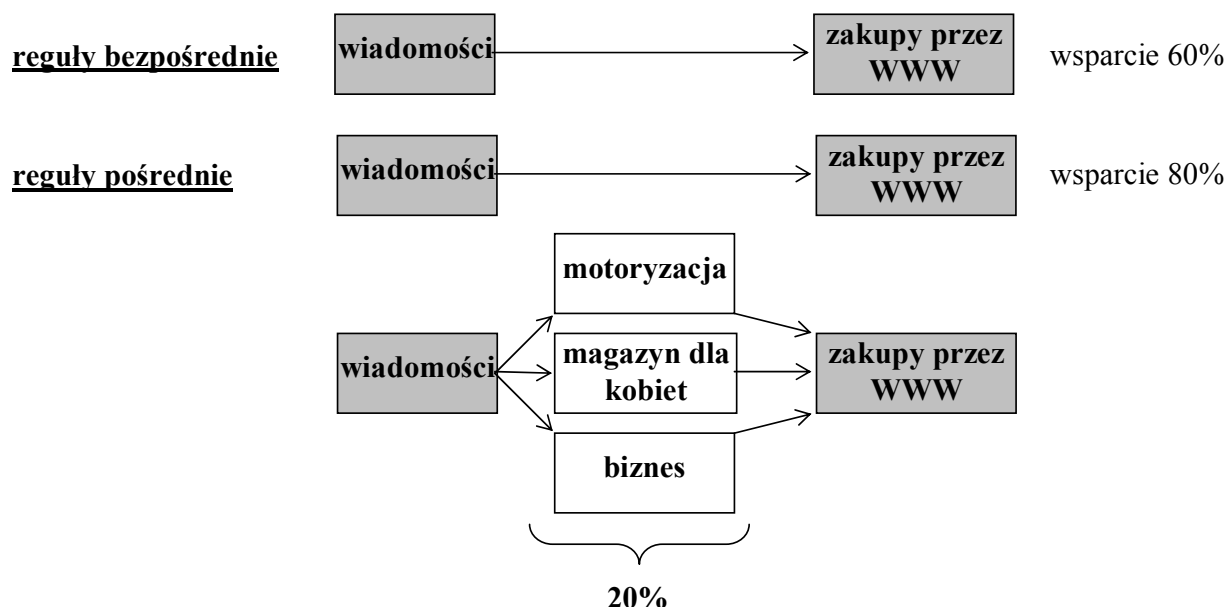 reguły bezpośrednie
wiadomości
zakupy przez
WWW
wsparcie 60%
reguły pośrednie
wiadomości
zakupy przez
WWW
wsparcie 80%
motoryzacja
wiadomości
magazyn dla
kobiet
zakupy przez
WWW
biznes
20%